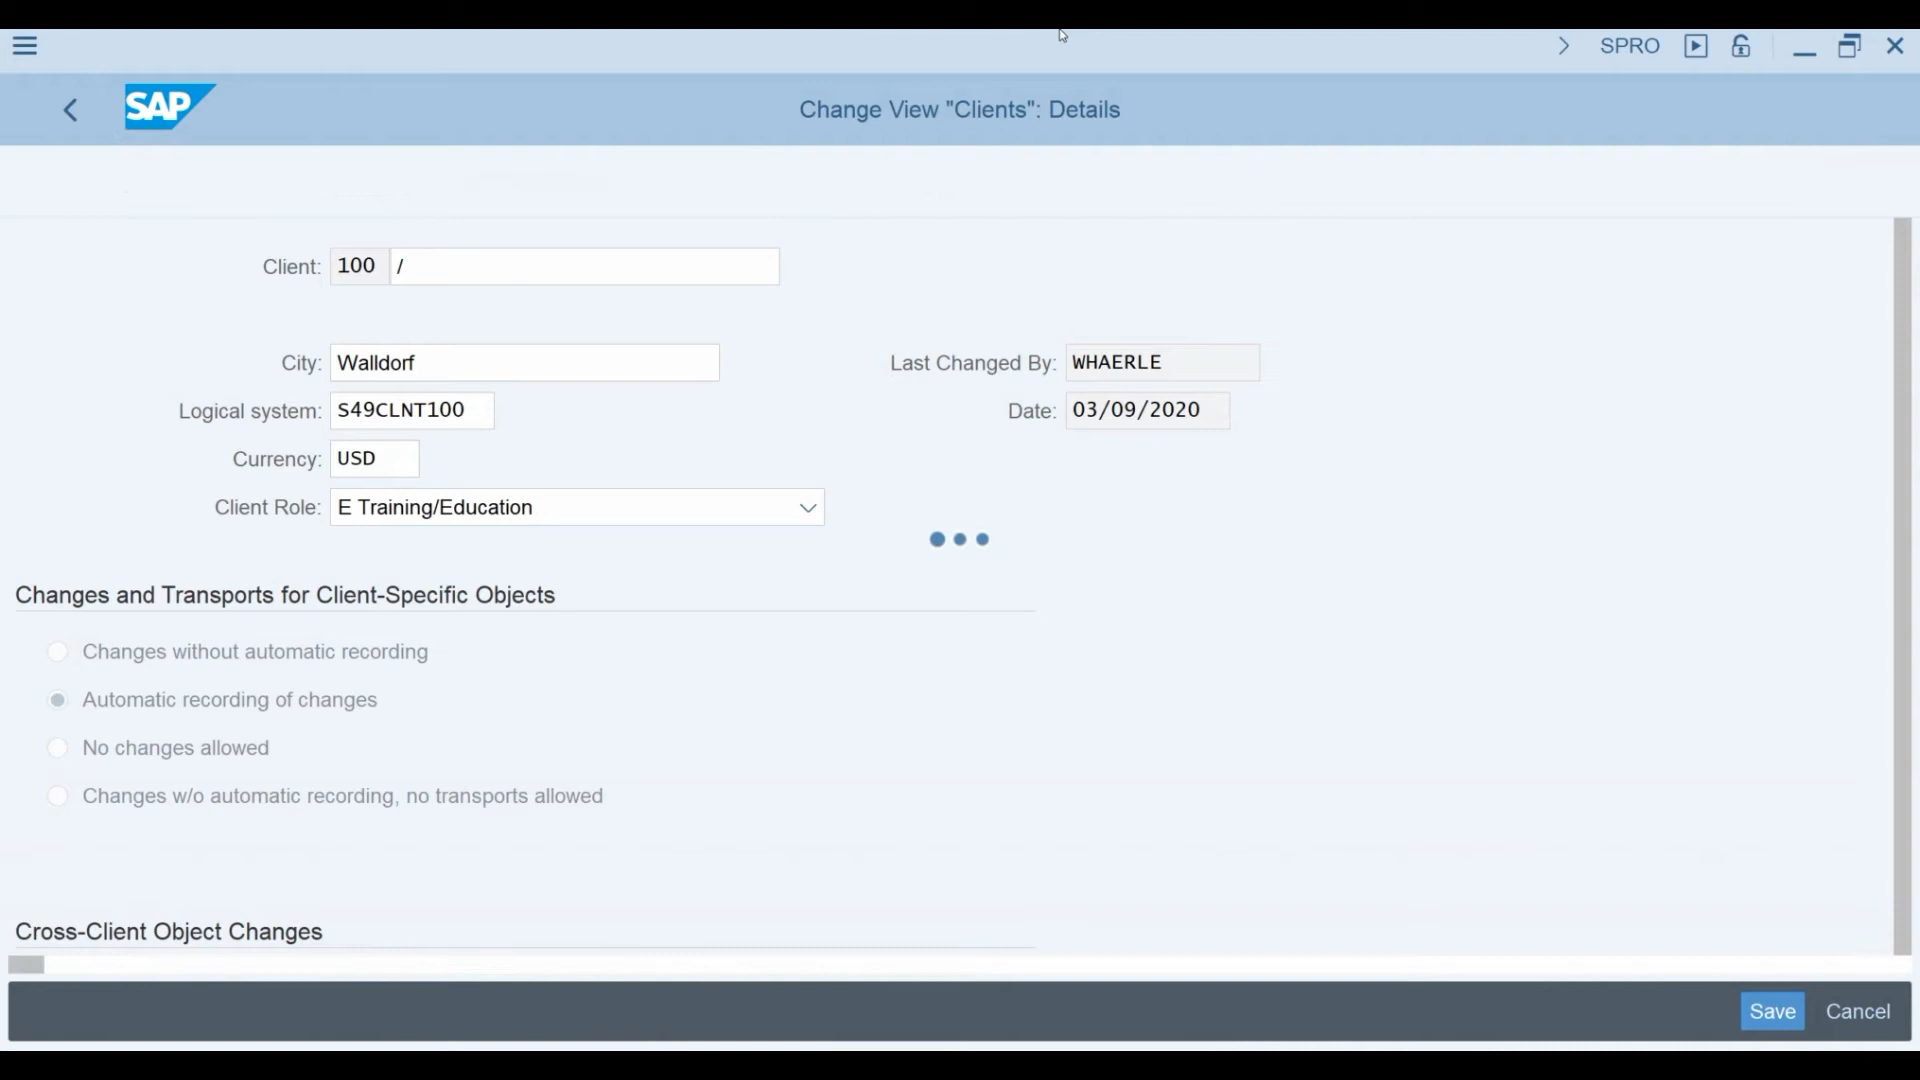 SPRO
SAP
Change View "Clients": Details
Client: 100 /
City: Walldorf
Last Changed By: WHAERLE
Logical system: S49CLNT100
Date: 03/09/2020
Currency: USD
Client Role: E Training/Education
Changes and Transports for Client-Specific Objects
Changes without automatic recording
Automatic recording of changes
No changes allowed
Changes w/o automatic recording, no transports allowed
Cross-Client Object Changes
Save Cancel